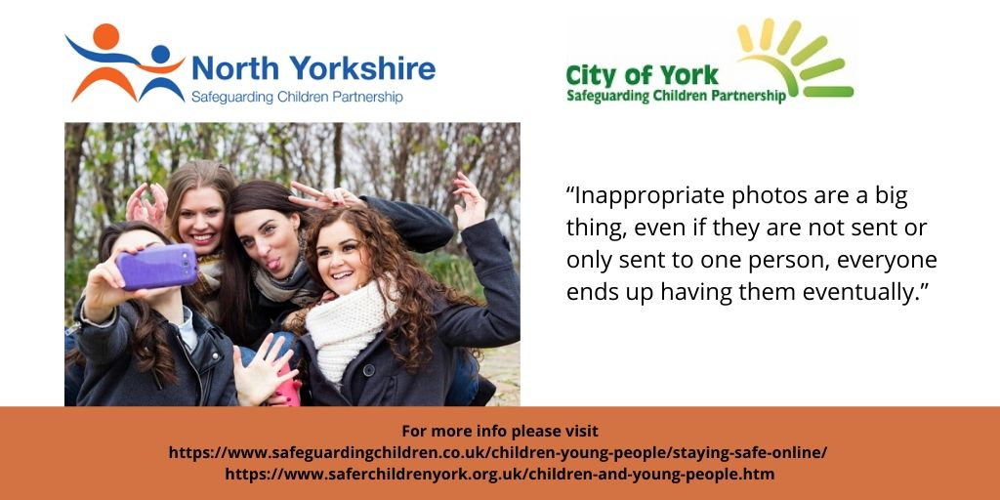 North Yorkshire
Safeguarding Children Partnership
City of York
Safeguarding Children Partnership
“Inappropriate photos are a big
thing, even if they are not sent or
only sent to one person, everyone
ends up having them eventually.”
For more info please visit
https://www.safeguardingchildren.co.uk/children-young-people/staying-safe-online/
https://www.saferchildrenyork.org.uk/children-and-young-people.htm